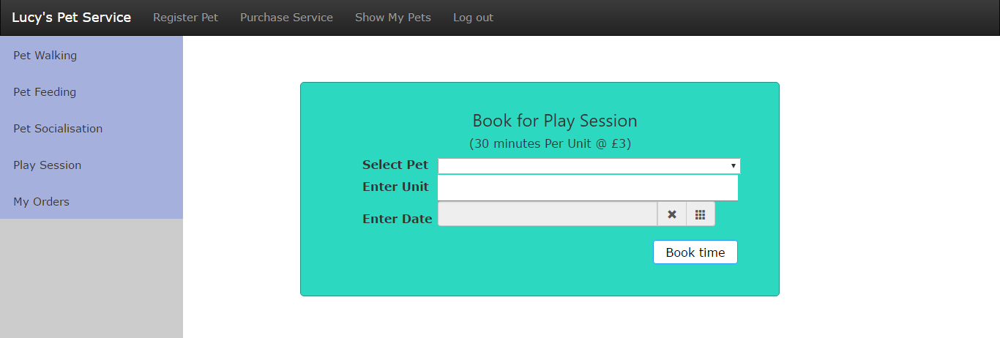 Lucy's Pet Service Register Pet Purchase Service Show My Pets Log out
Pet Walking
Pet Feeding
Pet Socialisation
Play Session
My Orders
Book for Play Session
(30 minutes Per Unit @ £3)
Select Pet
Enter Unit
Enter Date
Book time